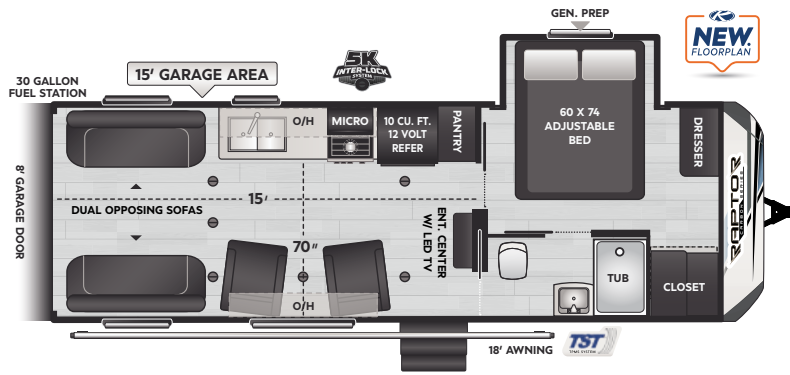 GEN. PREP
K
NEW.
FLOORPLAN
5K
INTER-LOCK
SYSTEM
15' GARAGE AREA
30 GALLON
FUEL STATION
O/H
MICRO
10 CU. FT.
12 VOLT
REFER
PANTRY
60 X 74
ADJUSTABLE
BED
DRESSER
8' GARAGE DOOR
15'
DUAL OPPOSING SOFAS
70"
ENT. CENTER
W/ LED TV
RAPTOR
O/H
TUB
CLOSET
18' AWNING
TST
TPMS SYSTEM